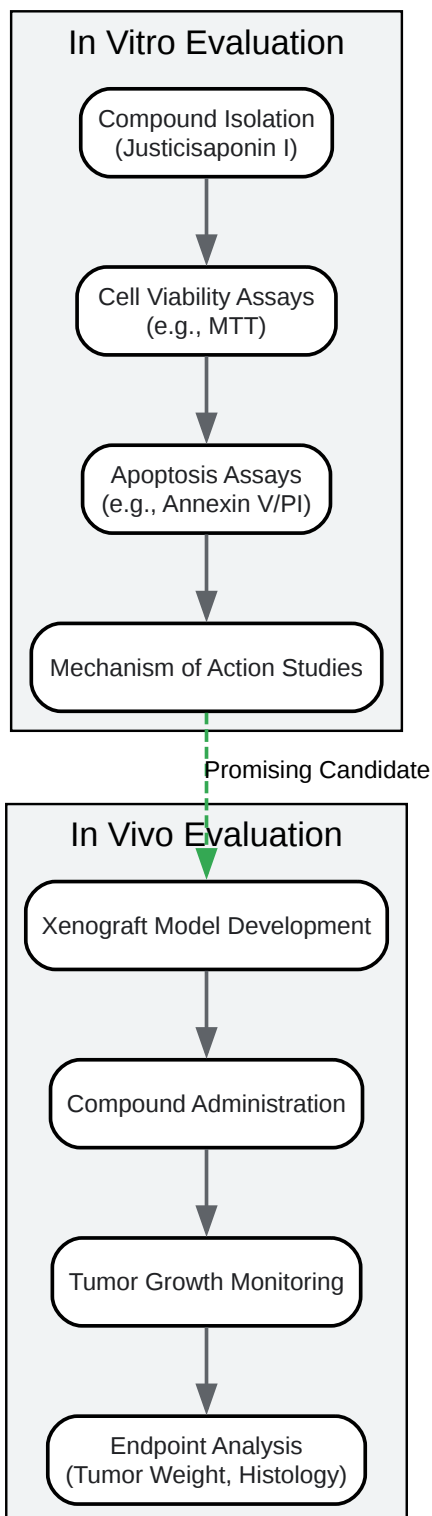 In Vitro Evaluation
Compound Isolation
(Justicisaponin I)
Cell Viability Assays
(e.g., MTT)
Apoptosis Assays
(e.g., Annexin V/PI)
Mechanism of Action Studies
Promising Candidate
In Vivo Evaluation
Xenograft Model Development
Compound Administration
Tumor Growth Monitoring
Endpoint Analysis
(Tumor Weight, Histology)